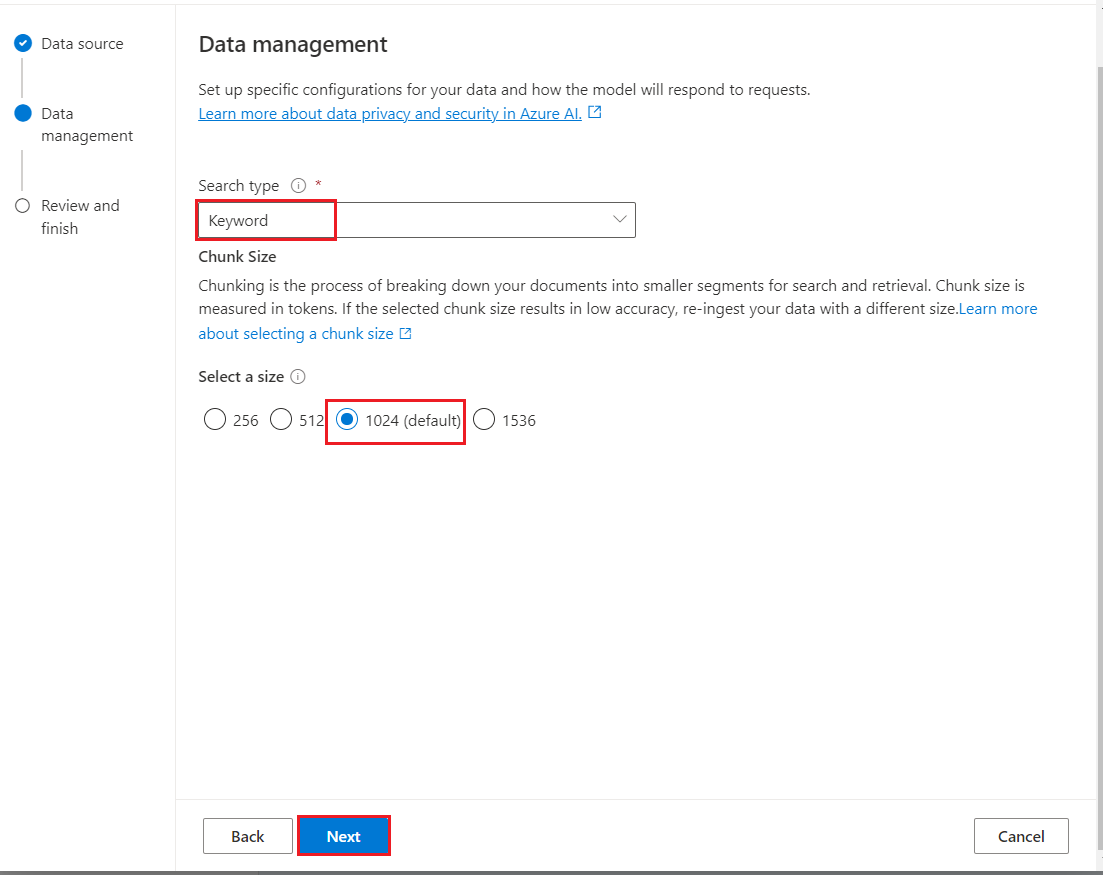 Data source
Data
management
Review and
finish
Data management
Set up specific configurations for your data and how the model will respond to requests.
Learn more about data privacy and security in Azure AI.
Search type *
Keyword
Chunk Size
Chunking is the process of breaking down your documents into smaller segments for search and retrieval. Chunk size is
measured in tokens. If the selected chunk size results in low accuracy, re-ingest your data with a different size.Learn more
about selecting a chunk size
Select a size
256 512 1024 (default) 1536
Back Next Cancel